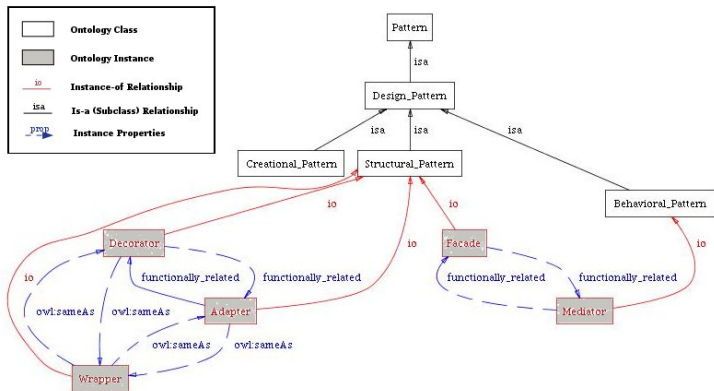 Ontology Class
Ontology Instance
io
Instance-of Relationship
isa
Is-a (Subclass) Relationship
prop
Instance Properties
Pattern
isa
Design_Pattern
isa
isa
isa
Creational_Pattern
Structural_Pattern
Behavioral_Pattern
io
io
io
io
io
Decorator
Facade
functionally_related
functionally_related
functionally_related
functionally_related
owl:sameAs
owl:sameAs
Adapter
Mediator
owl:sameAs
owl:sameAs
Wrapper